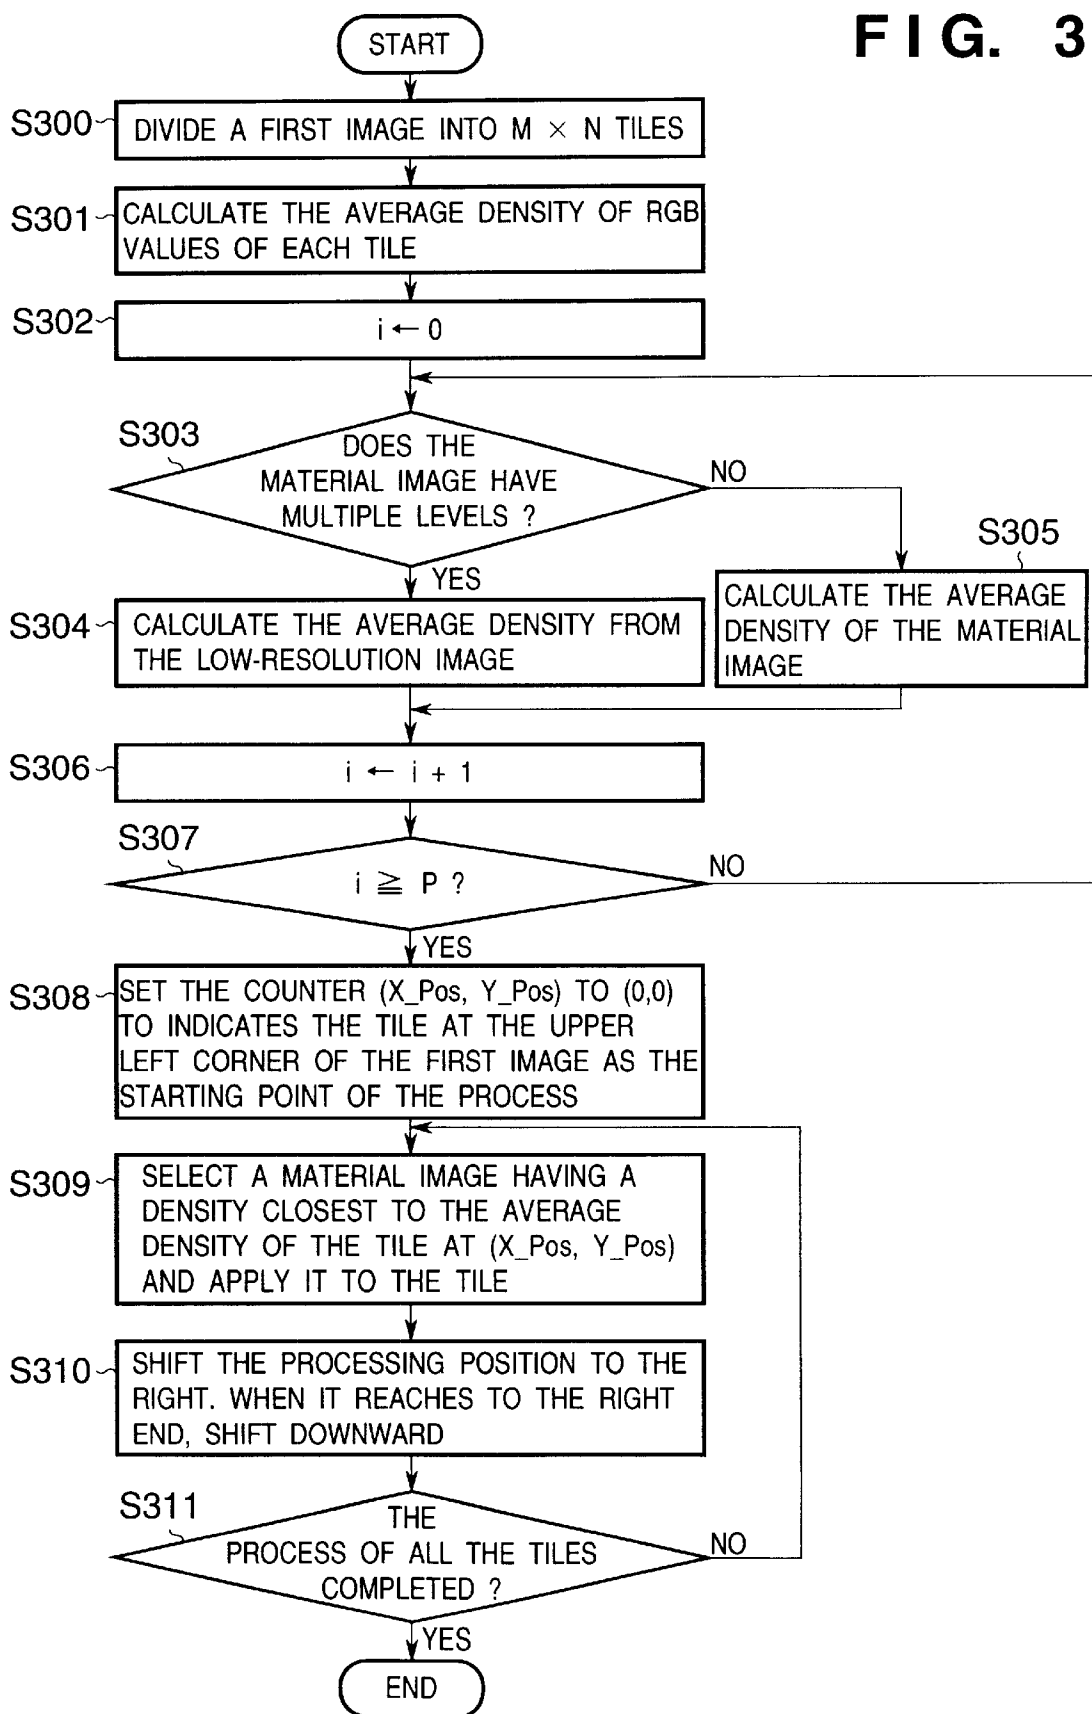 FIG. 3
START
S300
DIVIDE A FIRST IMAGE INTO M × N TILES
S301
CALCULATE THE AVERAGE DENSITY OF RGB
VALUES OF EACH TILE
S302
i ← 0
S303
DOES THE
MATERIAL IMAGE HAVE
MULTIPLE LEVELS ?
NO
YES
S305
CALCULATE THE AVERAGE
DENSITY OF THE MATERIAL
IMAGE
S304
CALCULATE THE AVERAGE DENSITY FROM
THE LOW-RESOLUTION IMAGE
S306
i ← i + 1
S307
i ≧ P ?
NO
YES
S308
SET THE COUNTER (X_Pos, Y_Pos) TO (0,0)
TO INDICATES THE TILE AT THE UPPER
LEFT CORNER OF THE FIRST IMAGE AS THE
STARTING POINT OF THE PROCESS
S309
SELECT A MATERIAL IMAGE HAVING A
DENSITY CLOSEST TO THE AVERAGE
DENSITY OF THE TILE AT (X_Pos, Y_Pos)
AND APPLY IT TO THE TILE
S310
SHIFT THE PROCESSING POSITION TO THE
RIGHT. WHEN IT REACHES TO THE RIGHT
END, SHIFT DOWNWARD
S311
THE
PROCESS OF ALL THE TILES
COMPLETED ?
NO
YES
END